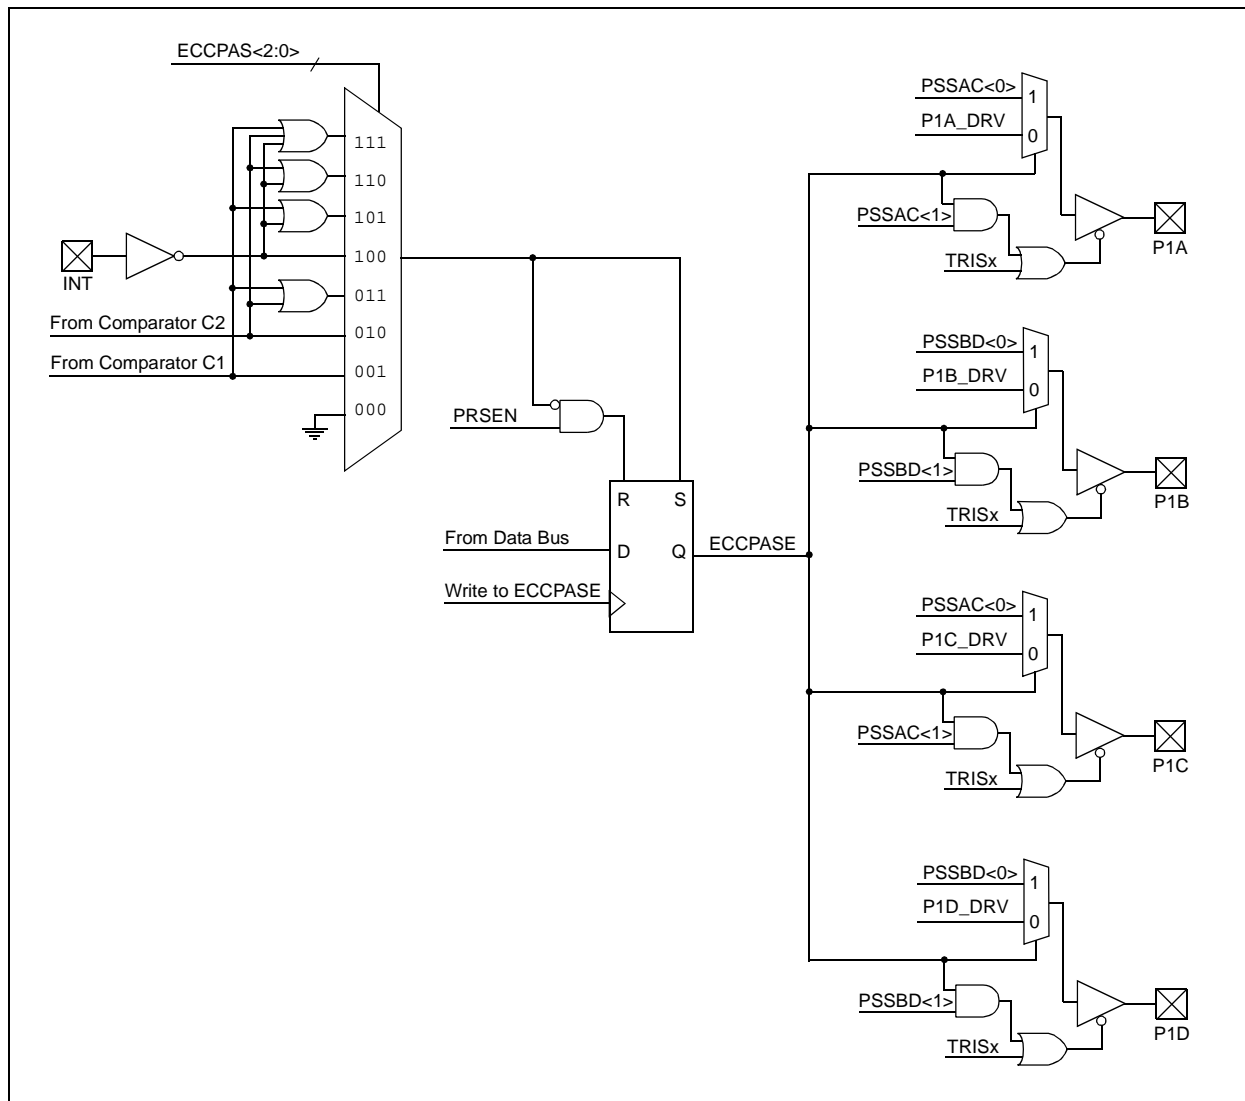 ECCPAS<2:0>
111
110
101
100
011
010
001
000
INT
From Comparator C2
From Comparator C1
PRSEN
R
S
From Data Bus
D
Q
ECCPASE
Write to ECCPASE
PSSAC<0>
1
P1A_DRV
0
PSSAC<1>
TRISx
P1A
PSSBD<0>
1
P1B_DRV
0
PSSBD<1>
TRISx
P1B
PSSAC<0>
1
P1C_DRV
0
PSSAC<1>
TRISx
P1C
PSSBD<0>
1
P1D_DRV
0
PSSBD<1>
TRISx
P1D